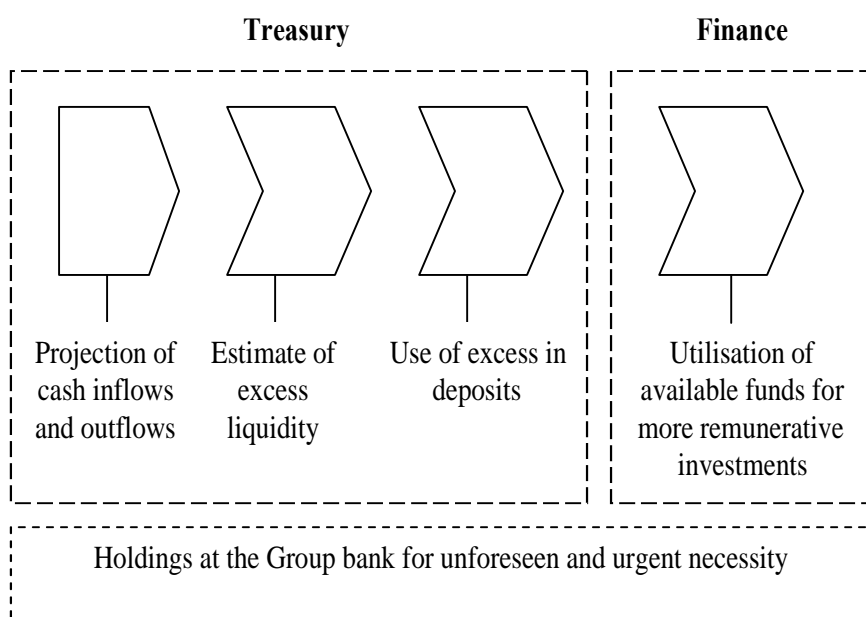 Treasury
Finance
Projection of
cash inflows
and outflows
Estimate of
excess
liquidity
Use of excess in
deposits
Utilisation of
available funds for
more remunerative
investments
Holdings at the Group bank for unforeseen and urgent necessity